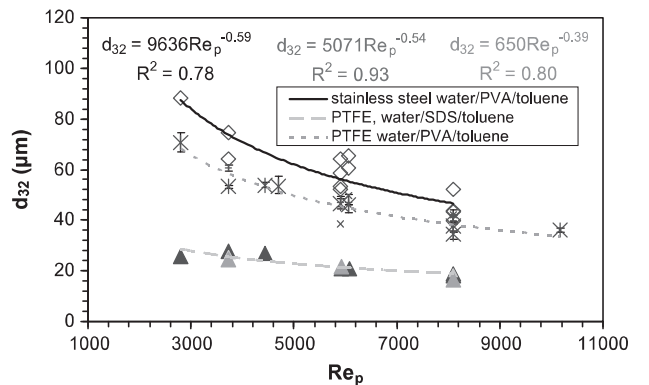 d32 = 9636Rep^-0.59 d32 = 5071Rep^-0.54 d32 = 650Rep^-0.39
R² = 0.78 R² = 0.93 R² = 0.80
stainless steel water/PVA/toluene
PTFE, water/SDS/toluene
PTFE water/PVA/toluene
d32 (µm)
120
100
80
60
40
20
0
1000 3000 5000 7000 9000 11000
Rep